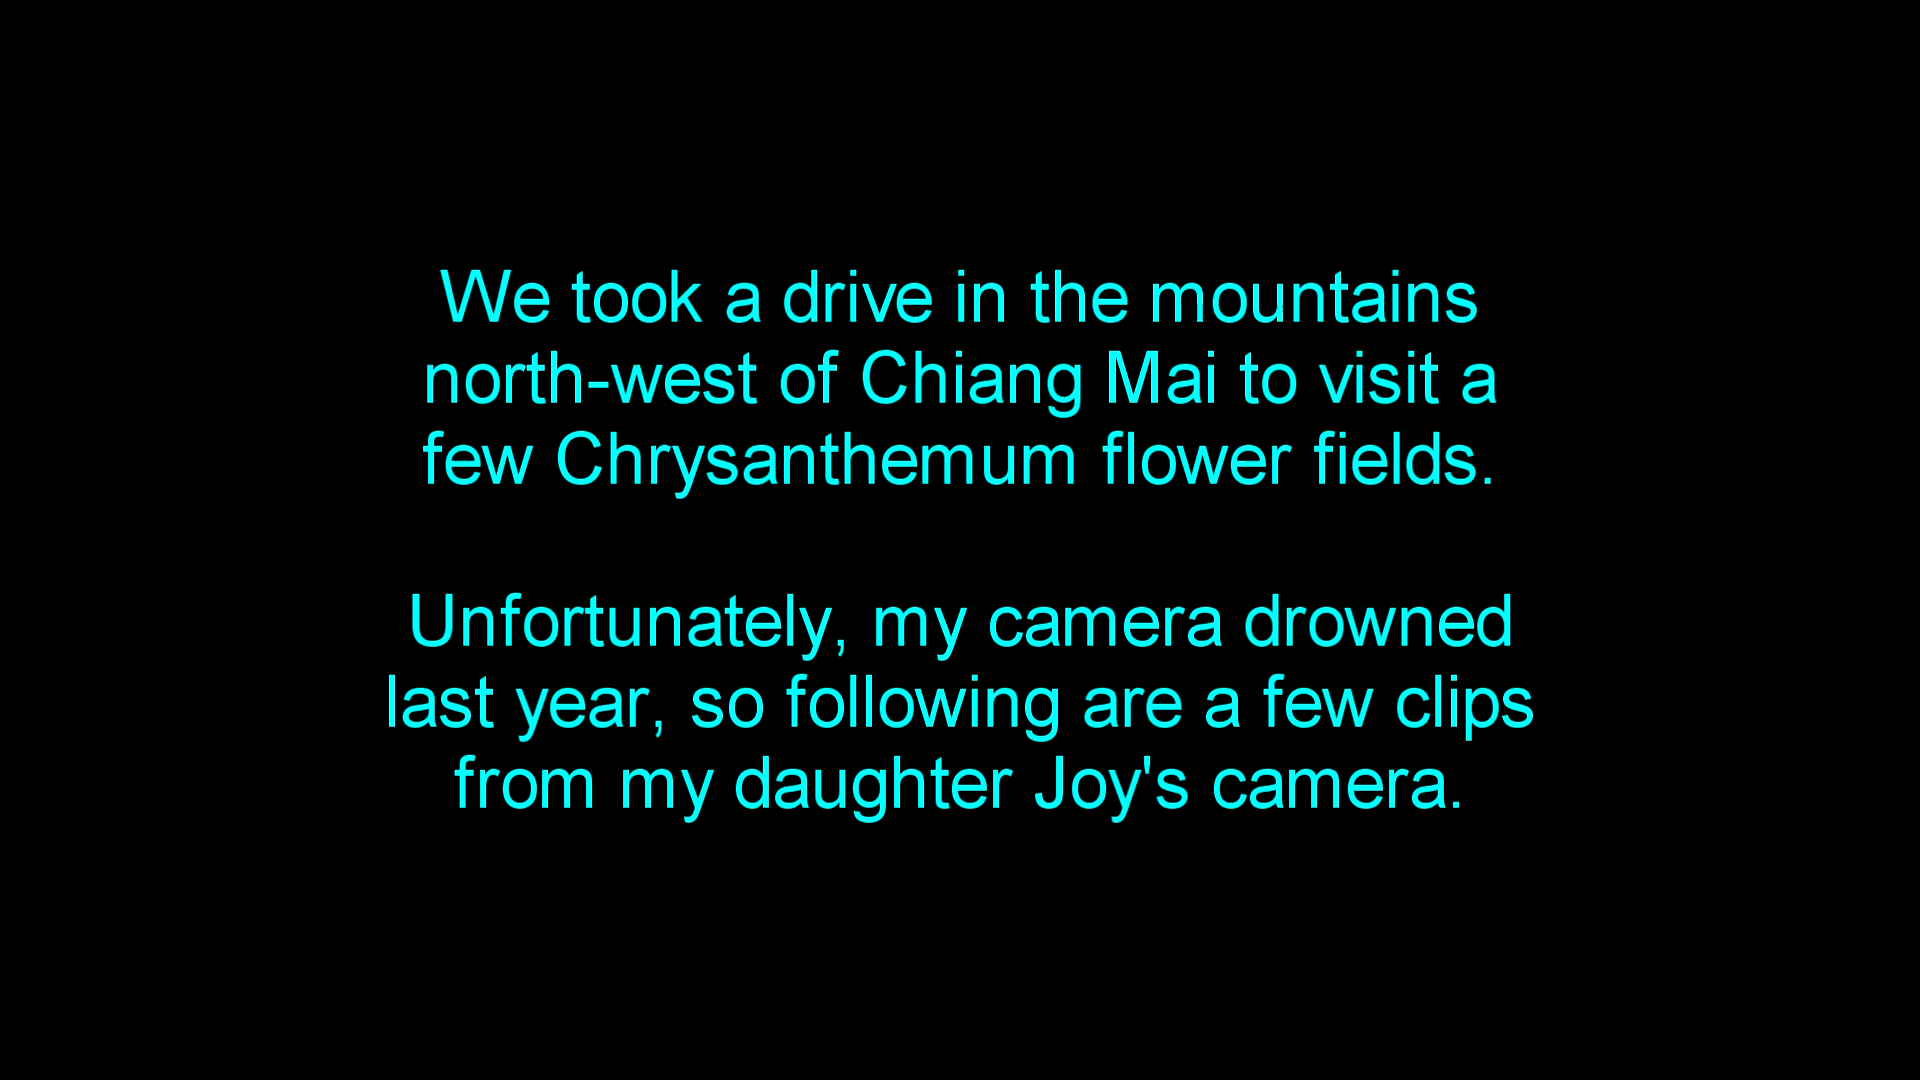 We took a drive in the mountains
north-west of Chiang Mai to visit a
few Chrysanthemum flower fields.
Unfortunately, my camera drowned
last year, so following are a few clips
from my daughter Joy's camera.